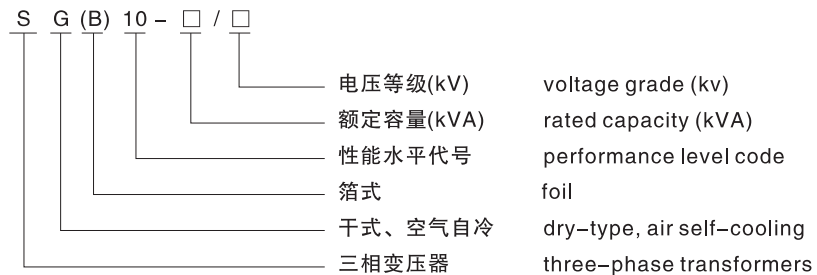 S G (B) 10 – □ / □
电压等级(kV) voltage grade (kv)
额定容量(kVA) rated capacity (kVA)
性能水平代号 performance level code
箔式 foil
干式、空气自冷 dry–type, air self–cooling
三相变压器 three–phase transformers